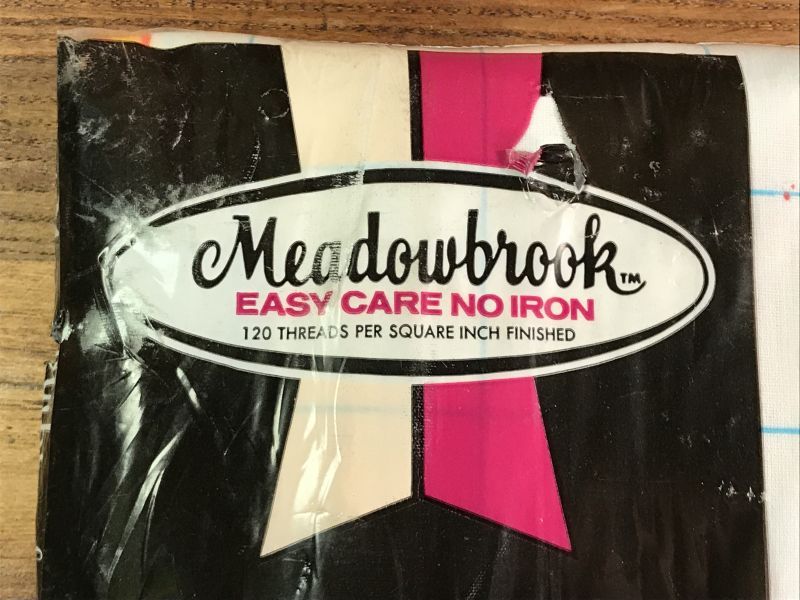 Meadowbrook™
EASY CARE NO IRON
120 THREADS PER SQUARE INCH FINISHED